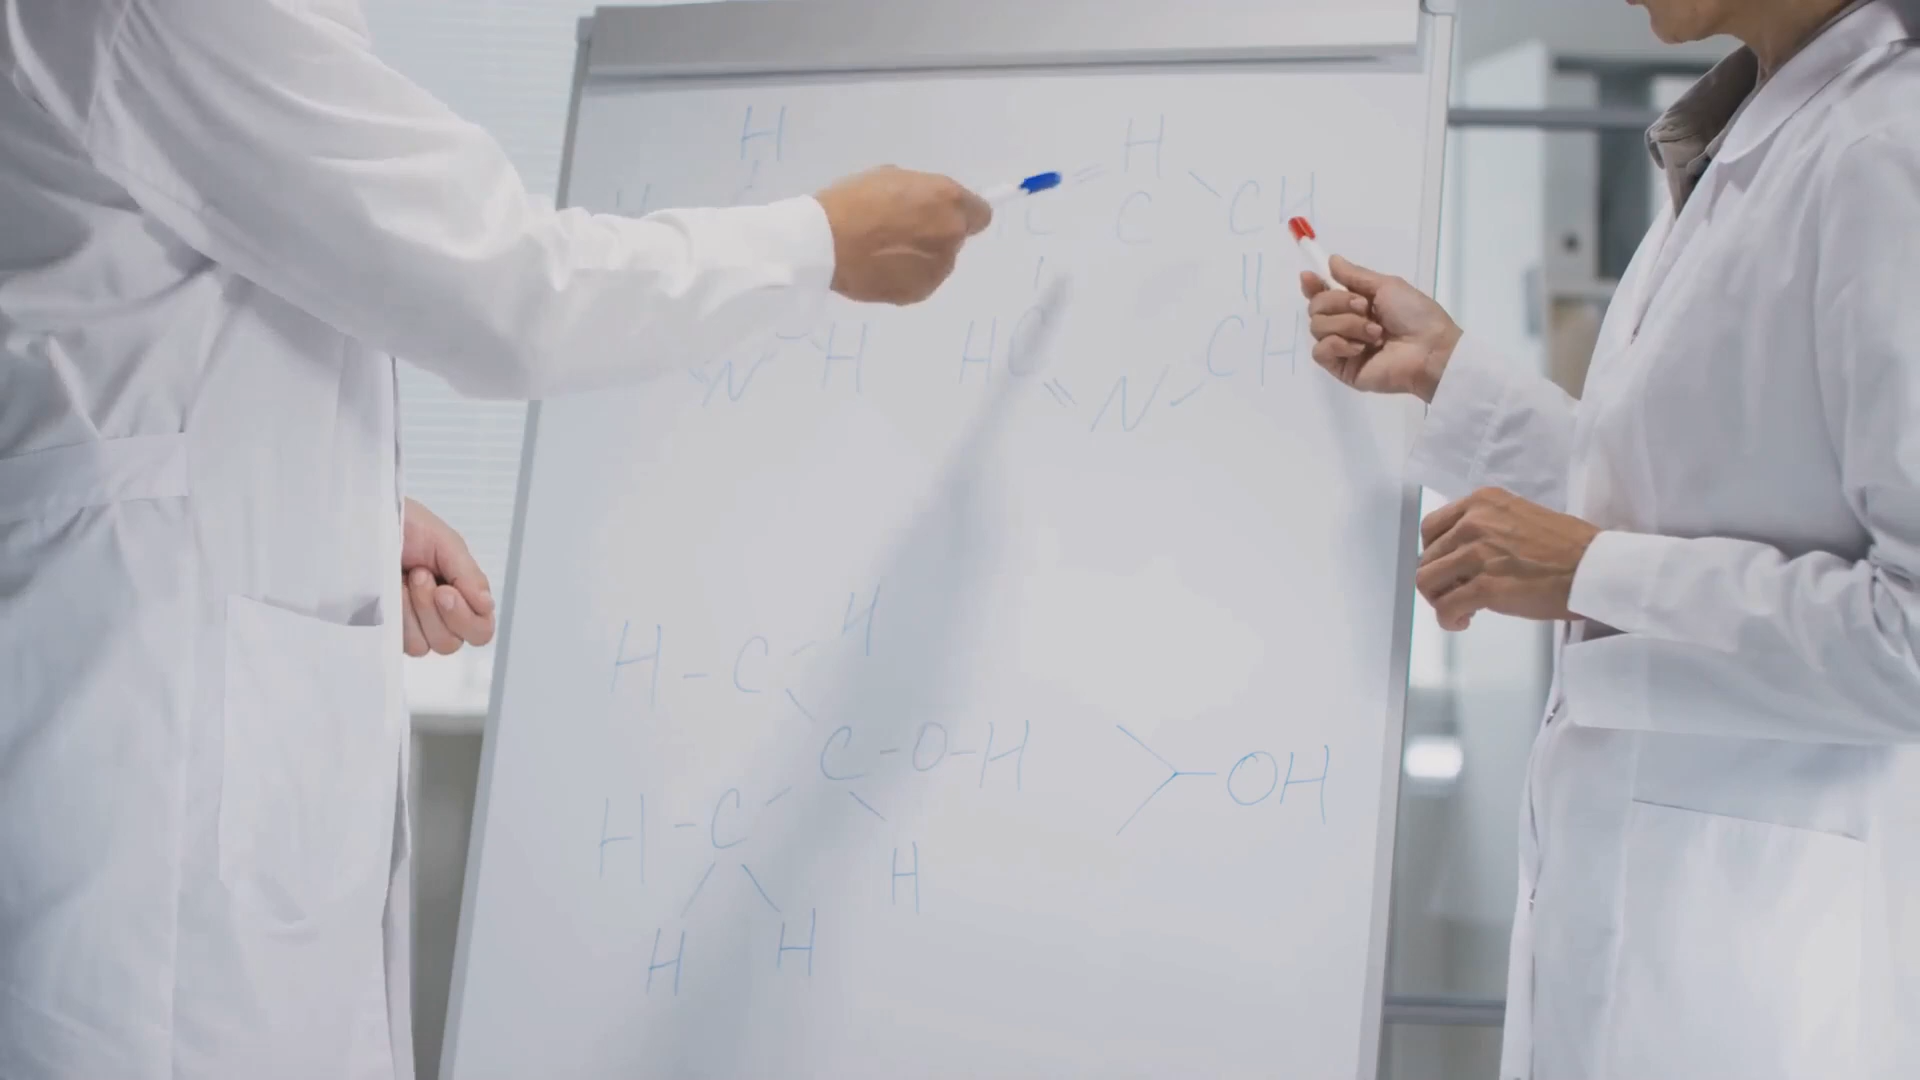 H H
H C C CH
N H HC N CH
H - C H
C - O - H OH
H - C
H
H H